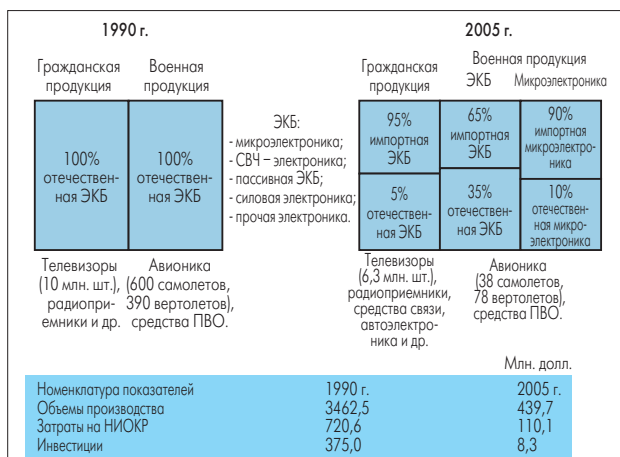 1990 г.
2005 г.
Гражданская
продукция
Военная
продукция
100%
отечествен-
ная ЭКБ
100%
отечествен-
ная ЭКБ
Телевизоры
(10 млн. шт.),
радиопри-
емники и др.
Авионика
(600 самолетов,
390 вертолетов),
средства ПВО.
ЭКБ:
- микроэлектроника;
- СВЧ – электроника;
- пассивная ЭКБ;
- силовая электроника;
- прочая электроника.
Гражданская
продукция
Военная продукция
ЭКБ
Микроэлектроника
95%
импортная
ЭКБ
5%
отечествен-
ная ЭКБ
65%
импортная
ЭКБ
35%
отечествен-
ная ЭКБ
90%
импортная
микроэлектро-
ника
10%
отечествен-
ная микро-
электроника
Телевизоры
(6,3 млн. шт.),
радиоприемники,
средства связи,
автоэлектро-
ника и др.
Авионика
(38 самолетов,
78 вертолетов),
средства ПВО.
Млн. долл.
Номенклатура показателей 1990 г. 2005 г.
Объемы производства 3462,5 439,7
Затраты на НИОКР 720,6 110,1
Инвестиции 375,0 8,3